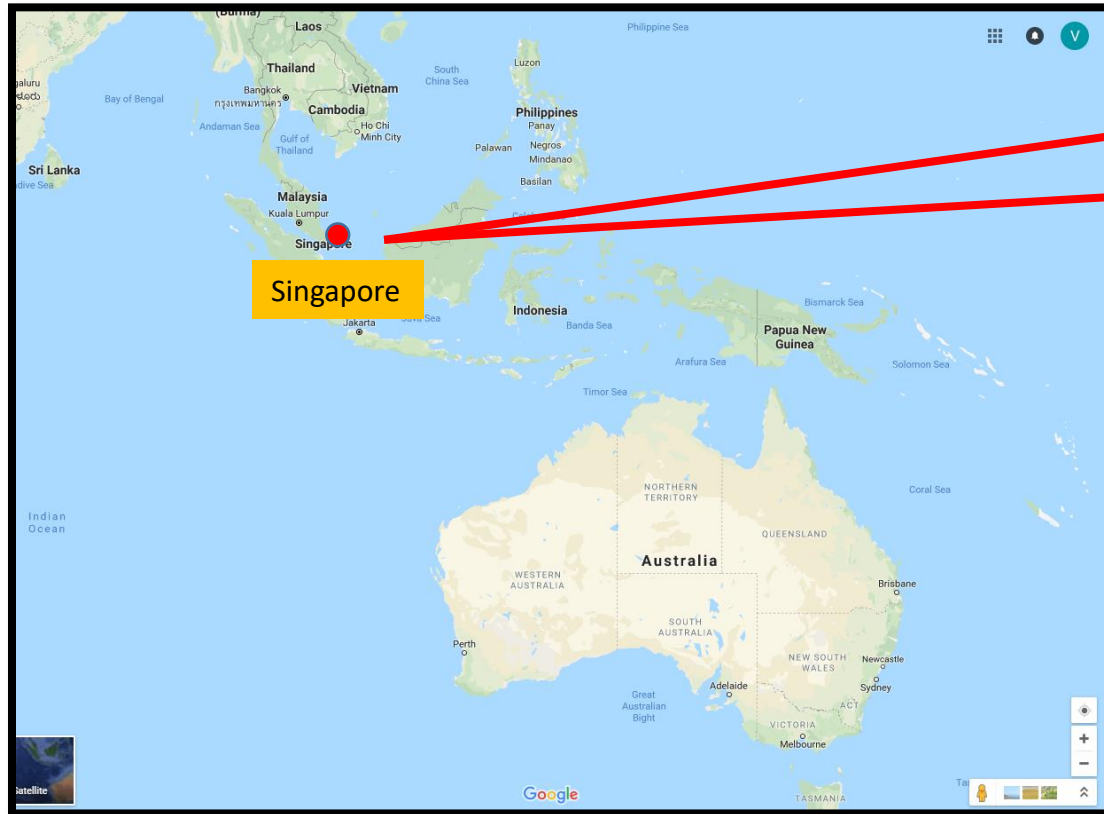 (Burma)
Laos
Philippine Sea
V
Thailand
South
China Sea
Luzon
Bay of Bengal
Bangkok
กรุงเทพมหานคร
Vietnam
Cambodia
Philippines
Panay
Andaman Sea
Gulf of
Thailand
Ho Chi
Minh City
Palawan
Negros
Mindanao
Sri Lanka
Basilan
Malaysia
Kuala Lumpur
Singapore
Singapore
Indonesia
Bismarck Sea
Jakarta
Sea
Banda Sea
Papua New
Guinea
Arafura Sea
Solomon Sea
Timor Sea
NORTHERN
TERRITORY
Coral Sea
Indian
Ocean
QUEENSLAND
Australia
WESTERN
AUSTRALIA
Brisbane
SOUTH
AUSTRALIA
Perth
NEW SOUTH
WALES
Newcastle
Adelaide
Sydney
Great
Australian
Bight
ACT
VICTORIA
Melbourne
atellite
Google
TASMANIA